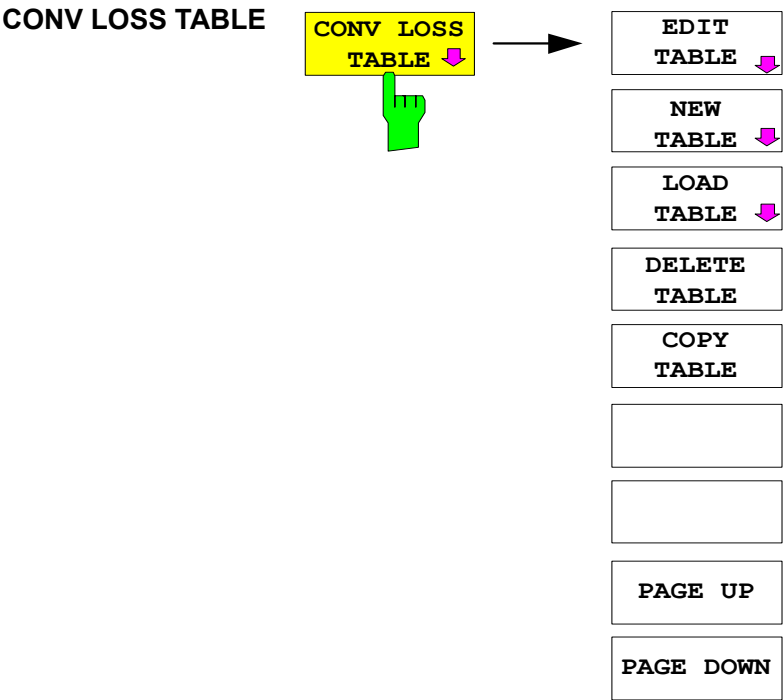 CONV LOSS TABLE
CONV LOSS
TABLE
EDIT
TABLE
NEW
TABLE
LOAD
TABLE
DELETE
TABLE
COPY
TABLE
PAGE UP
PAGE DOWN